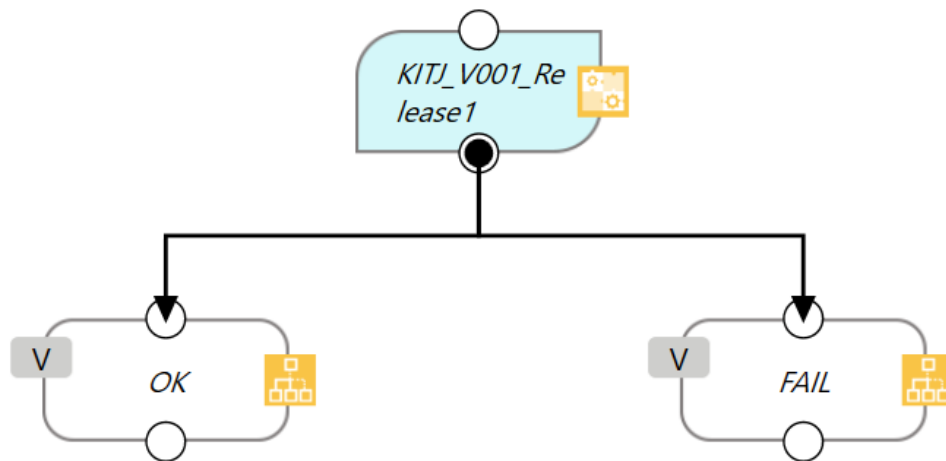 KITJ_V001_Re
lease1
V
OK
V
FAIL